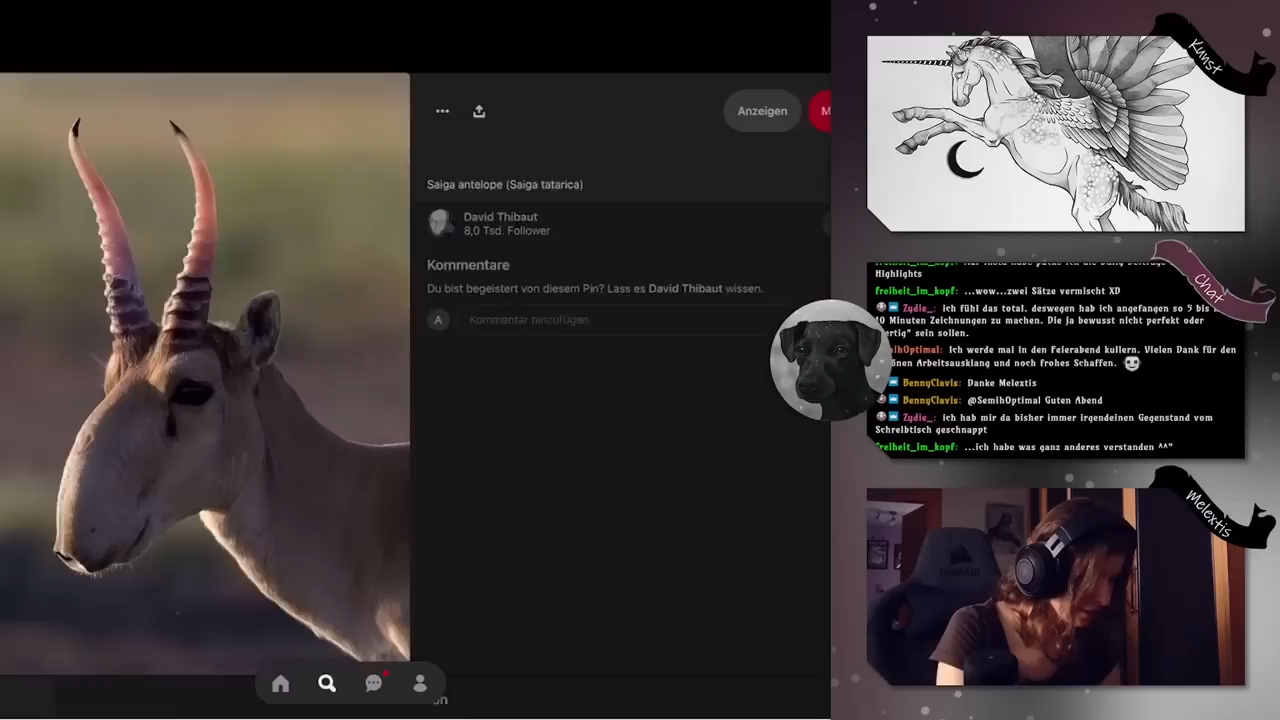 Anzeigen
M
Saiga antelope (Saiga tatarica)
David Thibaut
8,0 Tsd. Follower
Kommentare
Du bist begeistert von diesem Pin? Lass es David Thibaut wissen.
A
Kommentar hinzufügen
Kunst
Chat
Highlights
freiheit_im_kopf: ...wow...zwei Sätze vermischt XD
Zydie_: ich fühl das total. deswegen hab ich angefangen so 5 bis
10 Minuten Zeichnungen zu machen. Die ja bewusst nicht perfekt oder
sein sollen.
Ich werde mal in den Feierabend kullern. Vielen Dank für den
Arbeitsausklang und noch frohes Schaffen.
BennyClavis: Danke Melextis
BennyClavis: @SemihOptimal Guten Abend
Zydie_: ich hab mir da bisher immer irgendeinen Gegenstand vom
Schreibtisch geschnappt
freiheit_im_kopf: ...ich habe was ganz anderes verstanden ^^"
Melextis